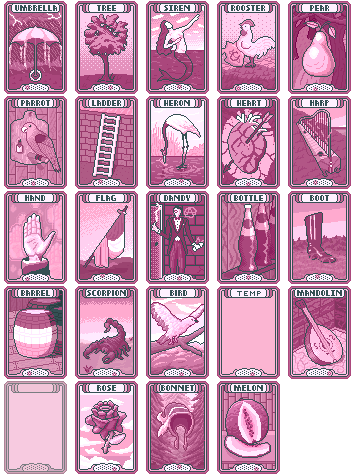 UMBRELLA TREE SIREN ROOSTER PEAR
PARROT LADDER HERON HEART HARP
HAND FLAG DANDY BOTTLE BOOT
BARREL SCORPION BIRD TEMP MANDOLIN
ROSE BONNET MELON